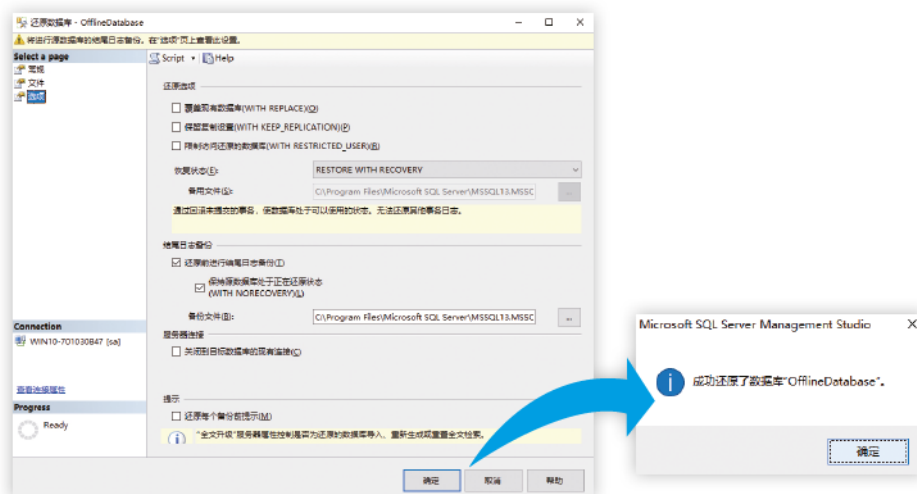 还原数据库 - OfflineDatabase
将进行源数据库的结尾日志备份。在"选项"页上查看此设置。
Select a page
常规
文件
选项
Script
Help
还原选项
覆盖现有数据库(WITH REPLACE)(O)
保留复制设置(WITH KEEP_REPLICATION)(P)
限制访问还原的数据库(WITH RESTRICTED_USER)(R)
恢复状态(E):
RESTORE WITH RECOVERY
备用文件(S):
C:\Program Files\Microsoft SQL Server\MSSQL13.MSSC
...
通过回滚未提交的事务，使数据库处于可以使用的状态。无法还原其他事务日志。
结尾日志备份
还原前进行结尾日志备份(T)
保持源数据库处于正在还原状态
(WITH NORECOVERY)(L)
备份文件(B):
C:\Program Files\Microsoft SQL Server\MSSQL13.MSSC
...
服务器连接
关闭到目标数据库的现有连接(C)
提示
还原每个备份前提示(M)
"全文升级"服务器属性控制是否为还原的数据库导入、重新生成或重置全文检索。
Connection
WIN10-701030847 [sa]
查看连接属性
Progress
Ready
确定
取消
帮助
Microsoft SQL Server Management Studio
成功还原了数据库"OfflineDatabase"。
确定